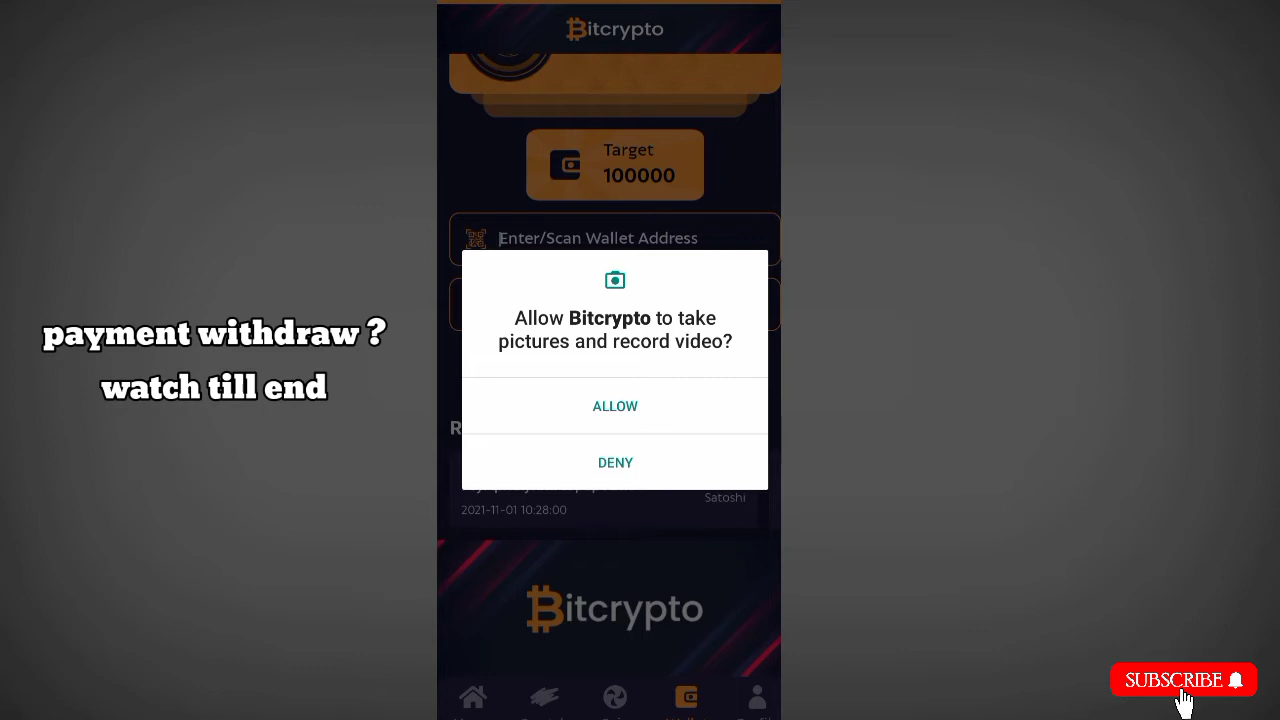 Bitcrypto
Target
100000
Enter/Scan Wallet Address
Allow Bitcrypto to take
pictures and record video?
ALLOW
DENY
payment withdraw ?
watch till end
R
Satoshi
2021-11-01 10:28:00
Bitcrypto
SUBSCRIBE